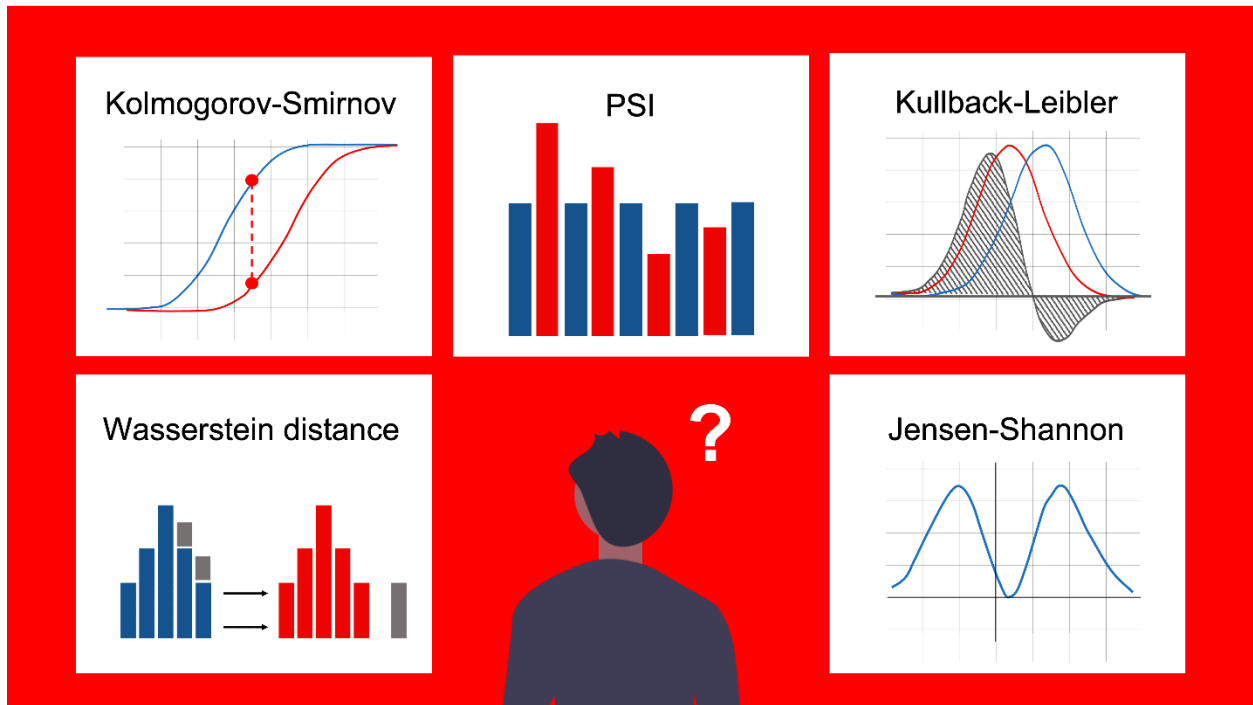 Kolmogorov-Smirnov
PSI
Kullback-Leibler
Wasserstein distance
?
Jensen-Shannon